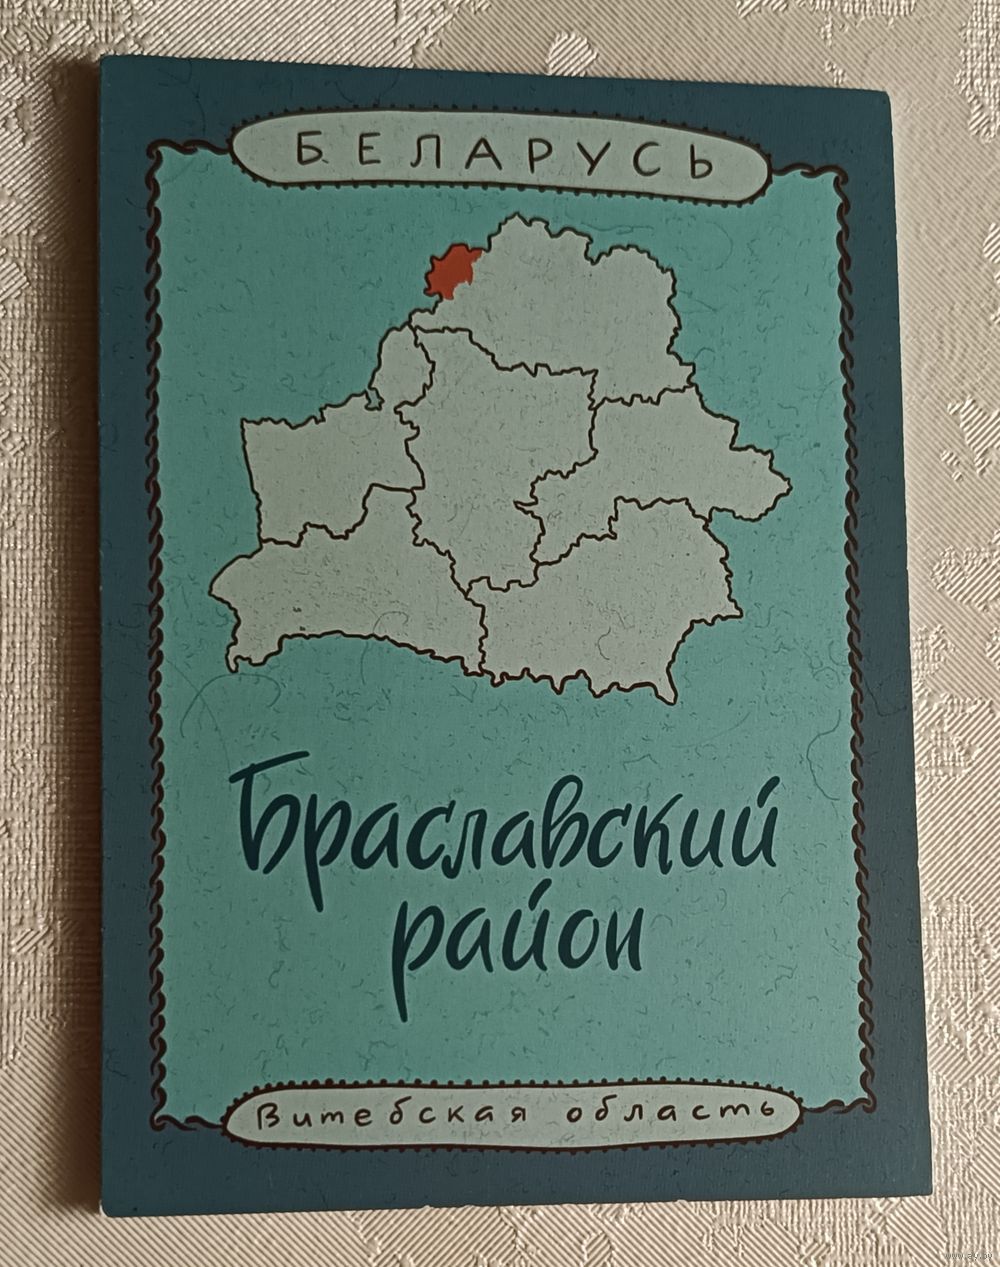 БЕЛАРУСЬ
Браславский
район
Витебская область